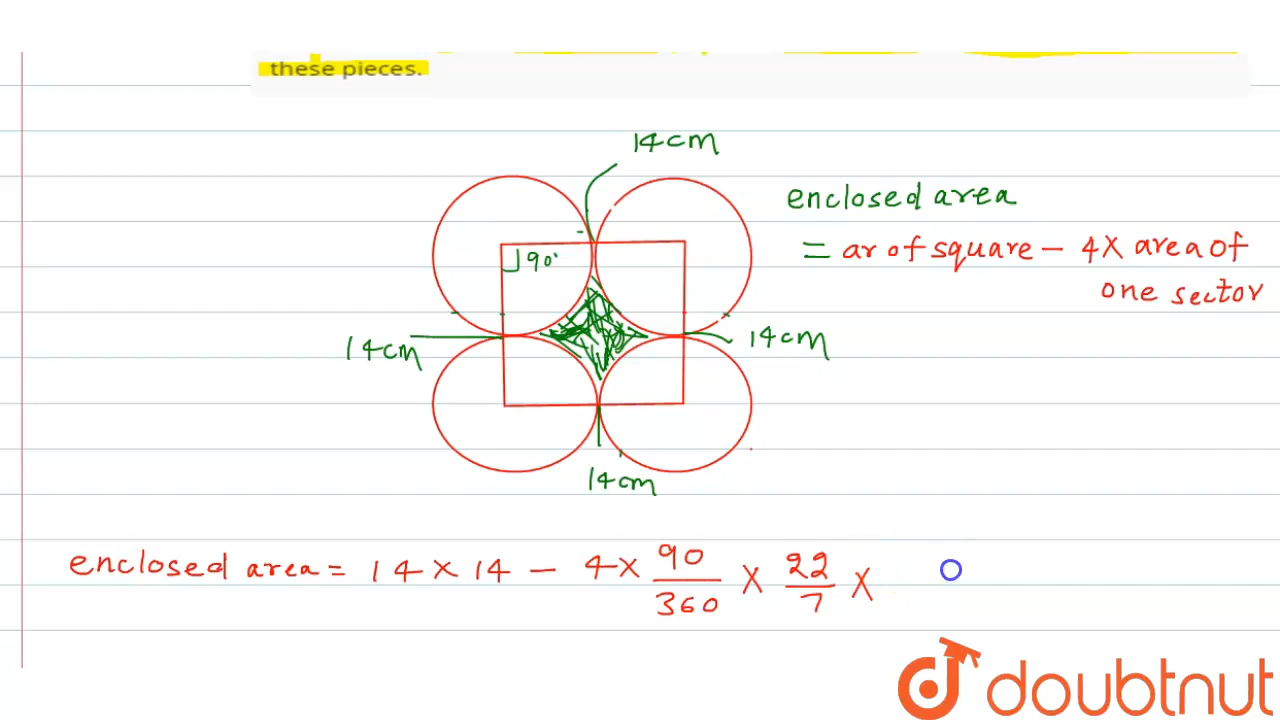 these pieces.
14cm
enclosed area
= ar of square - 4X area of
one sector
90°
14cm
14cm
14cm
enclosed area = 14 × 14 - 4× 90/360 × 22/7 ×
doubtnut